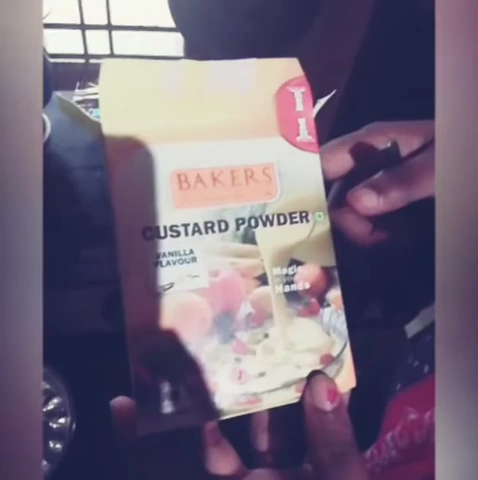 BAKERS
CUSTARD POWDER
VANILLA
FLAVOUR
Magic
Hands